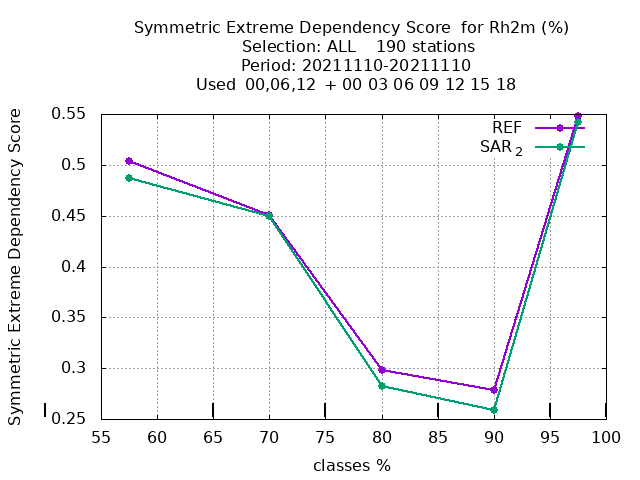 Symmetric Extreme Dependency Score for Rh2m (%)
Selection: ALL 190 stations
Period: 20211110-20211110
Used 00,06,12 + 00 03 06 09 12 15 18
Symmetric Extreme Dependency Score
0.55
0.5
0.45
0.4
0.35
0.3
0.25
REF
SAR 2
55 60 65 70 75 80 85 90 95 100
classes %